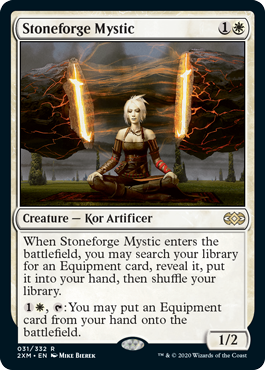 Stoneforge Mystic 1
Creature — Kor Artificer
When Stoneforge Mystic enters the
battlefield, you may search your library
for an Equipment card, reveal it, put
it into your hand, then shuffle your
library.
1 , : You may put an Equipment
card from your hand onto the
battlefield.
1/2
031/332 R
2XM • EN Mike Bierek
™ & © 2020 Wizards of the Coast